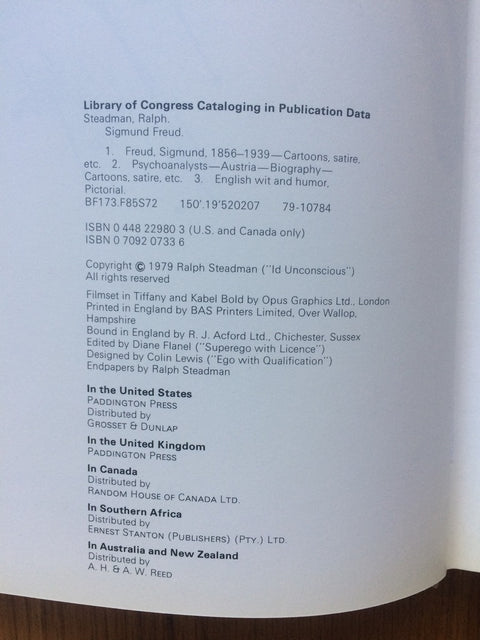 Library of Congress Cataloging in Publication Data
Steadman, Ralph.
Sigmund Freud.
1. Freud, Sigmund, 1856–1939—Cartoons, satire,
etc. 2. Psychoanalysts—Austria—Biography—
Cartoons, satire, etc. 3. English wit and humor,
Pictorial.
BF173.F85S72 150'.19'520207 79-10784
ISBN 0 448 22980 3 (U.S. and Canada only)
ISBN 0 7092 0733 6
Copyright © 1979 Ralph Steadman ("Id Unconscious")
All rights reserved
Filmset in Tiffany and Kabel Bold by Opus Graphics Ltd., London
Printed in England by BAS Printers Limited, Over Wallop,
Hampshire
Bound in England by R. J. Acford Ltd., Chichester, Sussex
Edited by Diane Flanel ("Superego with Licence")
Designed by Colin Lewis ("Ego with Qualification")
Endpapers by Ralph Steadman
In the United States
PADDINGTON PRESS
Distributed by
GROSSET & DUNLAP
In the United Kingdom
PADDINGTON PRESS
In Canada
Distributed by
RANDOM HOUSE OF CANADA LTD.
In Southern Africa
Distributed by
ERNEST STANTON (PUBLISHERS) (PTY.) LTD.
In Australia and New Zealand
Distributed by
A. H. & A. W. REED